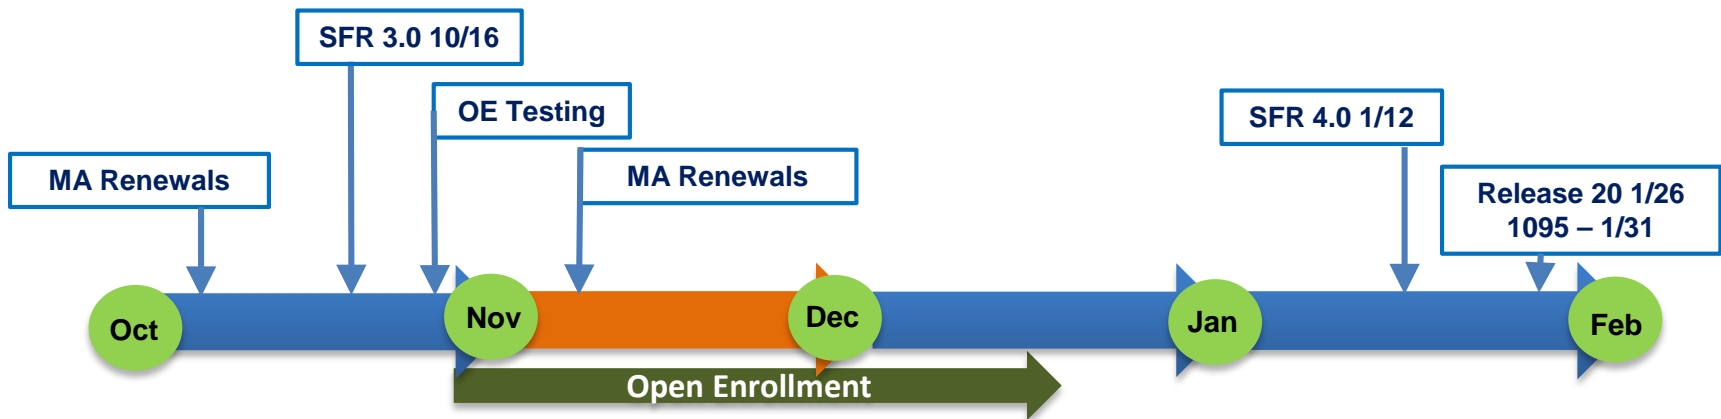 SFR 3.0 10/16
OE Testing
SFR 4.0 1/12
MA Renewals
MA Renewals
Release 20 1/26
1095 – 1/31
Oct
Nov
Dec
Jan
Feb
Open Enrollment